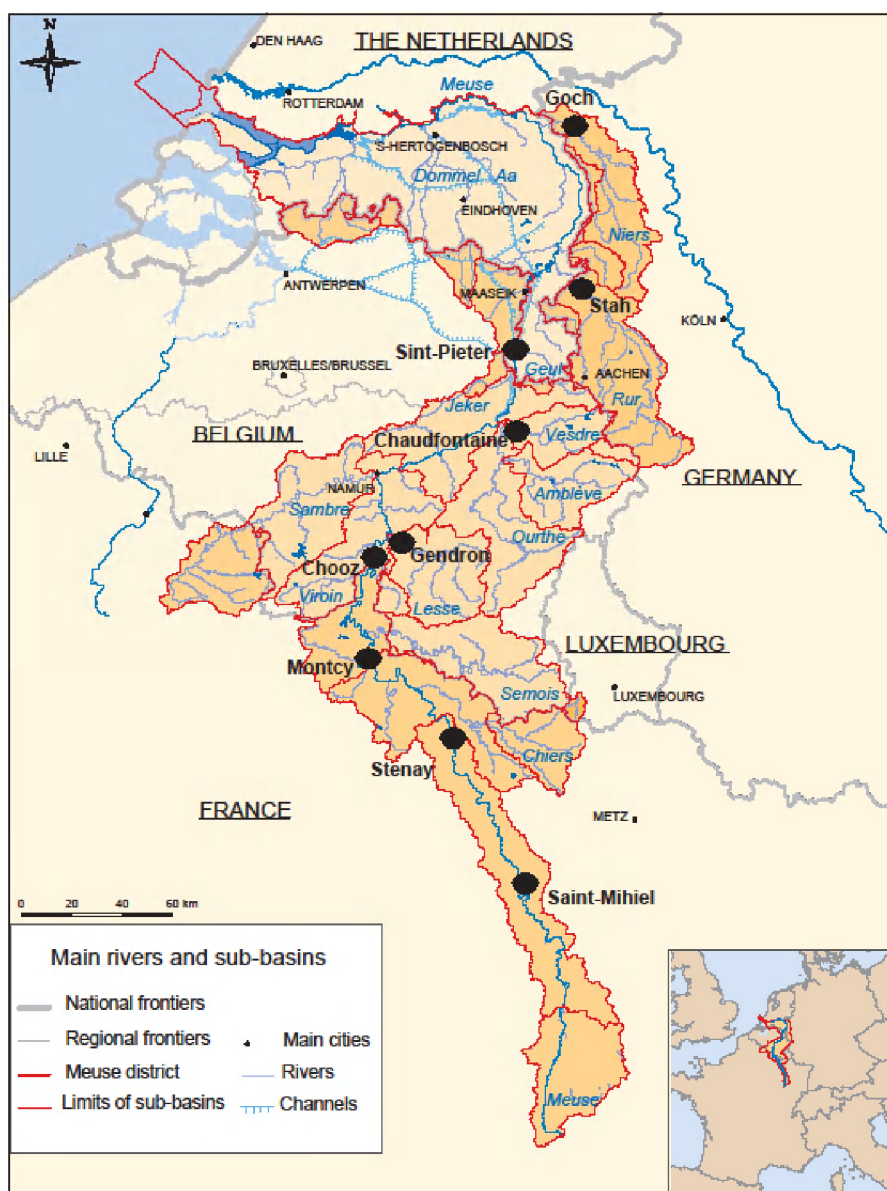 N
DEN HAAG
THE NETHERLANDS
Meuse
Goch
ROTTERDAM
'S-HERTOGENBOSCH
Dommel Aa
EINDHOVEN
Niers
ANTWERPEN
MAASEIK
Stah
KÖLN
Sint-Pieter
BRUXELLES/BRUSSEL
Geul
AACHEN
Jeker
Rur
BELGIUM
Chaudfontaine
Vesdre
LILLE
GERMANY
NAMUR
Amblève
Sambre
Ourthe
Gendron
Chooz
Viroin
Lesse
LUXEMBOURG
Montcy
Semois
LUXEMBOURG
Stenay
Chiers
FRANCE
METZ
Saint-Mihiel
0 20 40 60 km
Main rivers and sub-basins
National frontiers
Regional frontiers
Main cities
Meuse district
Rivers
Limits of sub-basins
Channels
Meuse